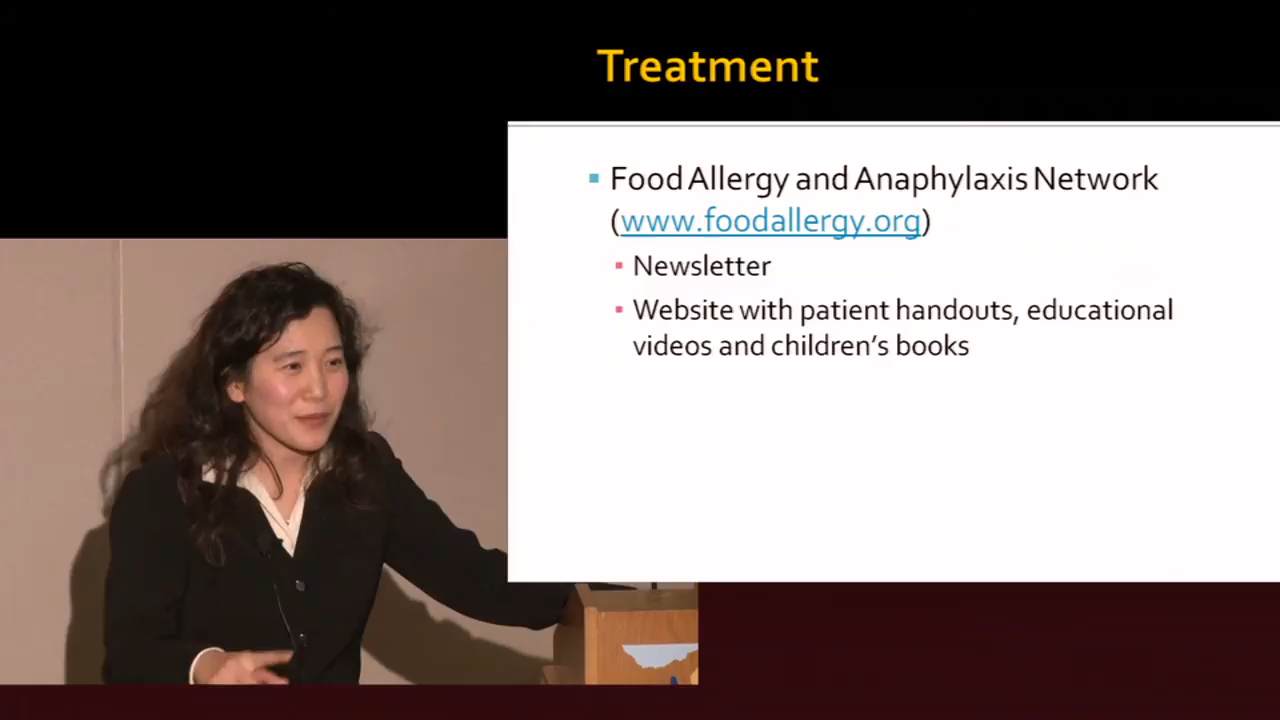 Treatment
Food Allergy and Anaphylaxis Network
(www.foodallergy.org)
Newsletter
Website with patient handouts, educational
videos and children's books